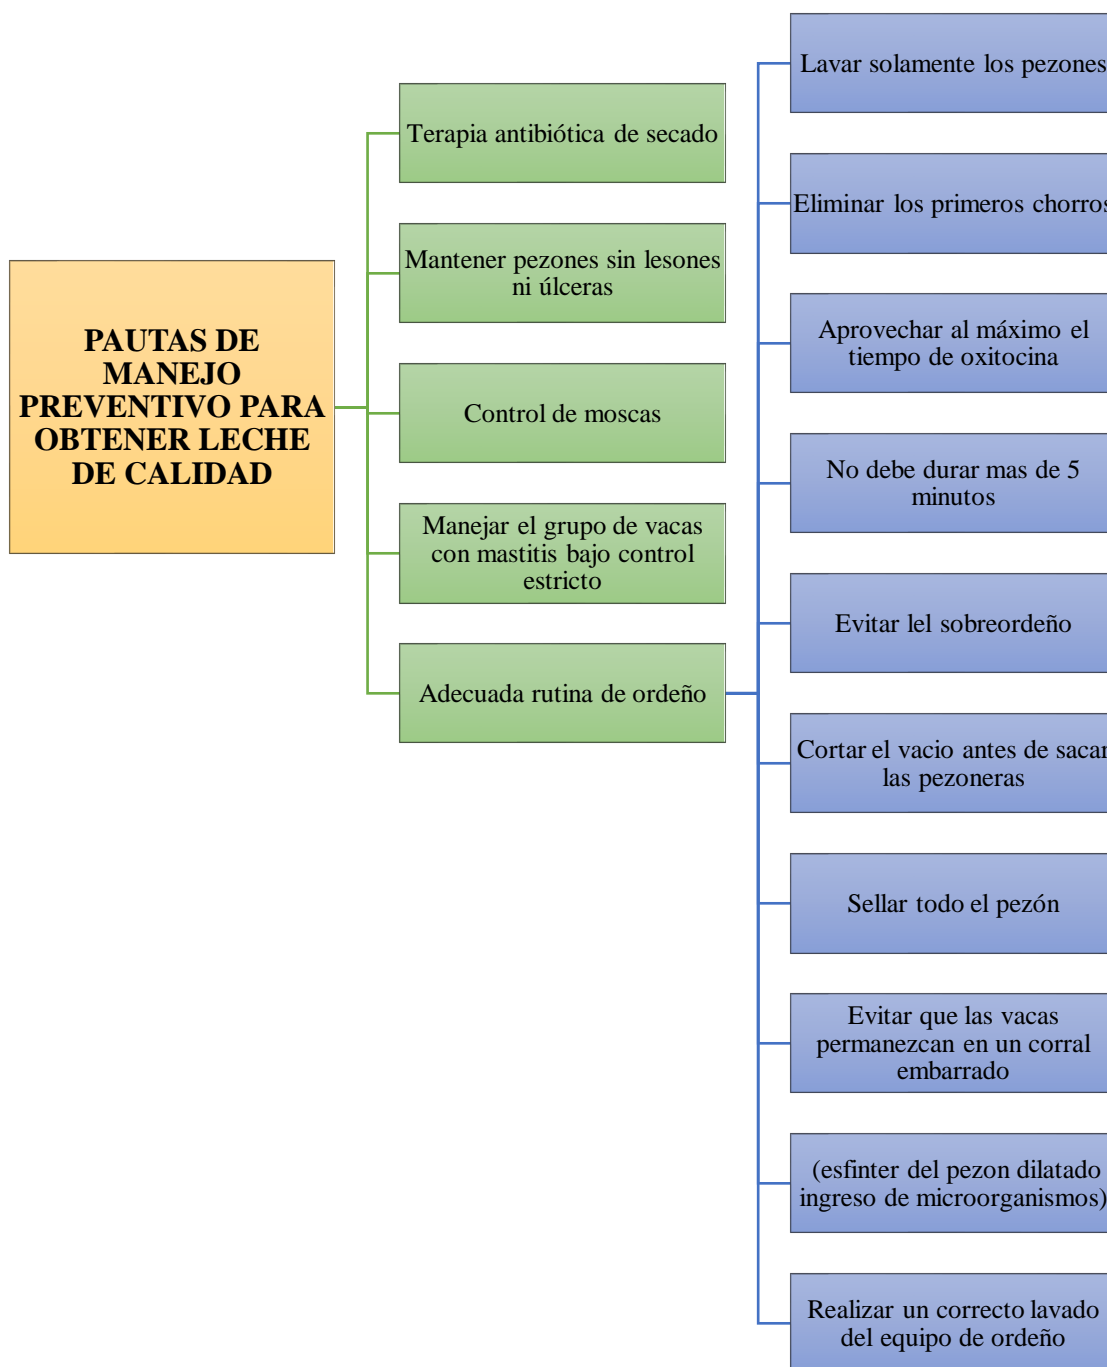 PAUTAS DE
MANEJO
PREVENTIVO PARA
OBTENER LECHE
DE CALIDAD
Terapia antibiótica de secado
Mantener pezones sin lesones
ni úlceras
Control de moscas
Manejar el grupo de vacas
con mastitis bajo control
estricto
Adecuada rutina de ordeño
Lavar solamente los pezones
Eliminar los primeros chorros
Aprovechar al máximo el
tiempo de oxitocina
No debe durar mas de 5
minutos
Evitar lel sobreordeño
Cortar el vacio antes de sacar
las pezoneras
Sellar todo el pezón
Evitar que las vacas
permanezcan en un corral
embarrado
(esfinter del pezon dilatado
ingreso de microorganismos)
Realizar un correcto lavado
del equipo de ordeño